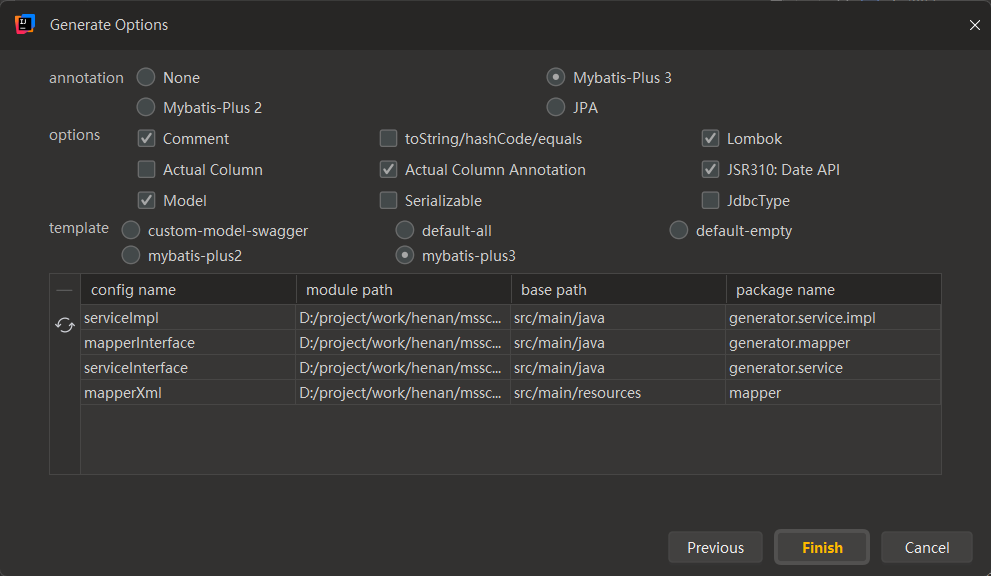 Generate Options
annotation None Mybatis-Plus 3
Mybatis-Plus 2 JPA
options Comment toString/hashCode/equals Lombok
Actual Column Actual Column Annotation JSR310: Date API
Model Serializable JdbcType
template custom-model-swagger default-all default-empty
mybatis-plus2 mybatis-plus3
config name module path base path package name
serviceImpl D:/project/work/henan/mssc... src/main/java generator.service.impl
mapperInterface D:/project/work/henan/mssc... src/main/java generator.mapper
serviceInterface D:/project/work/henan/mssc... src/main/java generator.service
mapperXml D:/project/work/henan/mssc... src/main/resources mapper
Previous Finish Cancel